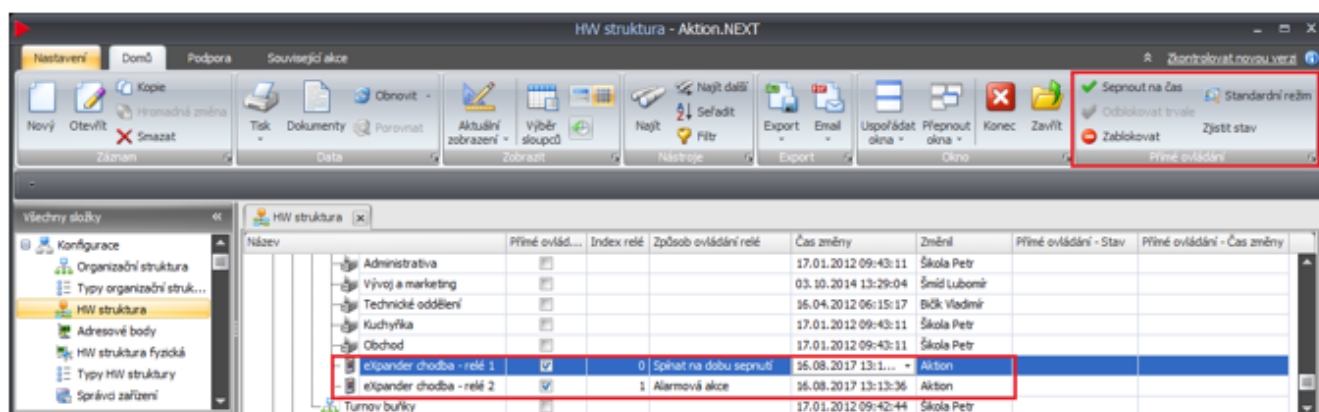 HW struktura - Aktion.NEXT
Nastavení Domů Podpora Související akce Zkontrolovat novou verzi
Nový
Otevřít
Kopie
Hromadná změna
Smazat
Záznam
Tisk
Dokumenty
Obnovit
Porovnat
Data
Aktuální
zobrazení
Výběr
sloupců
Zobrazit
Najít
Najít další
Seřadit
Filtr
Nástroje
Export
Email
Export
Uspořádat
okna
Přepnout
okna
Konec
Zavřít
Okno
Sepnout na čas
Odblokovat trvale
Zablokovat
Standardní režim
Zjistit stav
Přímé ovládání
Všechny složky
Konfigurace
Organizační struktura
Typy organizační struk...
HW struktura
Adresové body
HW struktura fyzická
Typy HW struktury
Správci zařízení
HW struktura
Název Přímé ovlád... Index relé Způsob ovládání relé Čas změny Změnil Přímé ovládání - Stav Přímé ovládání - Čas změny
Administrativa 17.01.2012 09:43:11 Škola Petr
Vývoj a marketing 03.10.2014 13:29:04 Šmíd Lubomír
Technické oddělení 16.04.2012 06:15:17 Bičík Vladimír
Kuchyňka 17.01.2012 09:43:11 Škola Petr
Obchod 17.01.2012 09:43:11 Škola Petr
eXpander chodba - relé 1 0 Spínat na dobu sepnutí 16.08.2017 13:1... Aktion
eXpander chodba - relé 2 1 Alarmová akce 16.08.2017 13:13:36 Aktion
Turnov buňky 17.01.2012 09:42:44 Škola Petr